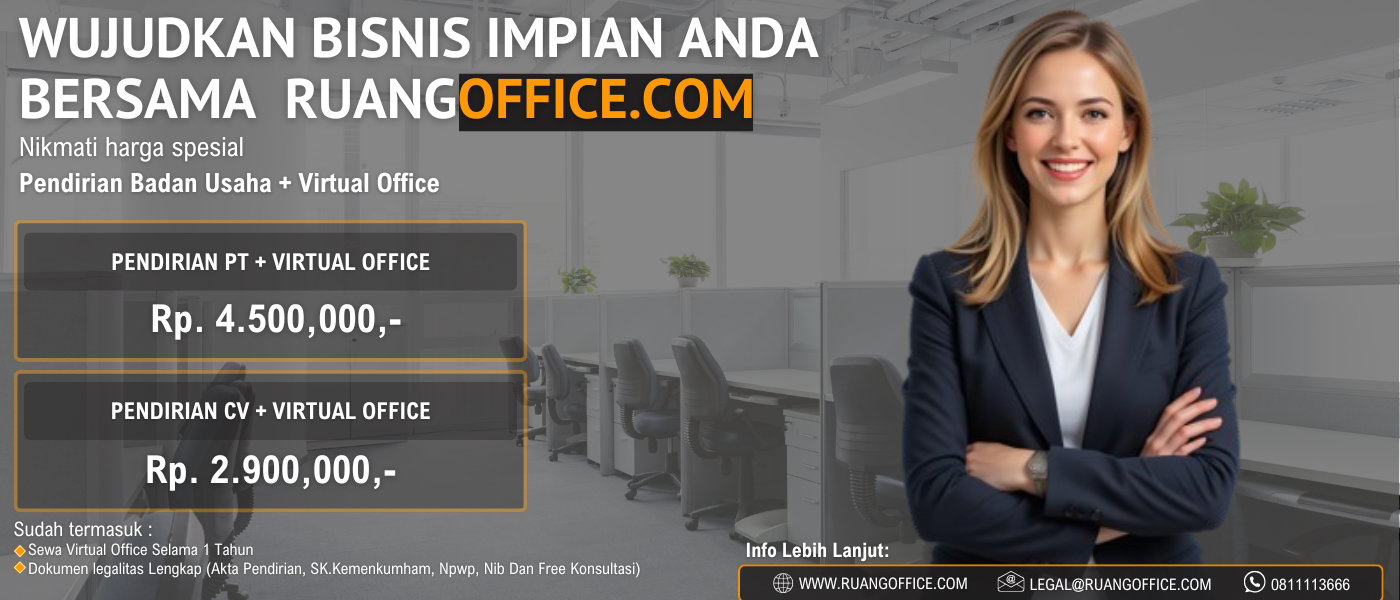 WUJUDKAN BISNIS IMPIAN ANDA
BERSAMA RUANGOFFICE.COM
Nikmati harga spesial
Pendirian Badan Usaha + Virtual Office
PENDIRIAN PT + VIRTUAL OFFICE
Rp. 4.500,000,-
PENDIRIAN CV + VIRTUAL OFFICE
Rp. 2.900,000,-
Sudah termasuk :
Sewa Virtual Office Selama 1 Tahun
Dokumen legalitas Lengkap (Akta Pendirian, SK.Kemenkumham, Npwp, Nib Dan Free Konsultasi)
Info Lebih Lanjut:
WWW.RUANGOFFICE.COM LEGAL@RUANGOFFICE.COM 0811113666